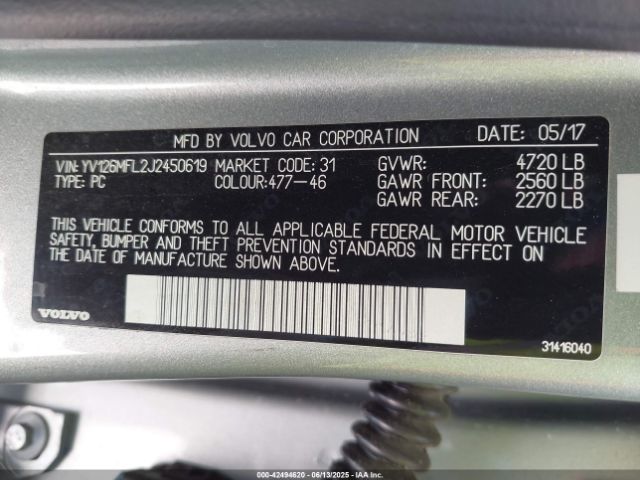 MFD BY VOLVO CAR CORPORATION DATE: 05/17
VIN: YV126MFL2J2450619 MARKET CODE: 31 GVWR: 4720 LB
TYPE: PC COLOUR:477-46 GAWR FRONT: 2560 LB
GAWR REAR: 2270 LB
THIS VEHICLE CONFORMS TO ALL APPLICABLE FEDERAL MOTOR VEHICLE
SAFETY, BUMPER AND THEFT PREVENTION STANDARDS IN EFFECT ON
THE DATE OF MANUFACTURE SHOWN ABOVE.
VOLVO
31416040
000-42494620 - 06/13/2025 - IAAI.COM